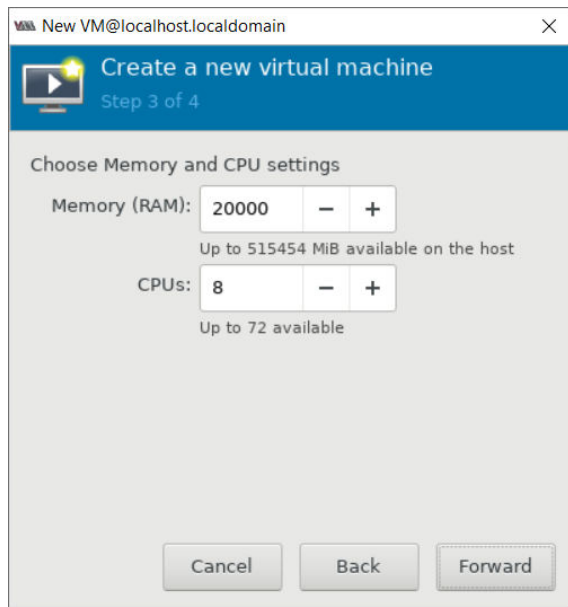 New VM@localhost.localdomain
Create a new virtual machine
Step 3 of 4
Choose Memory and CPU settings
Memory (RAM): 20000 − +
Up to 515454 MiB available on the host
CPUs: 8 − +
Up to 72 available
Cancel Back Forward